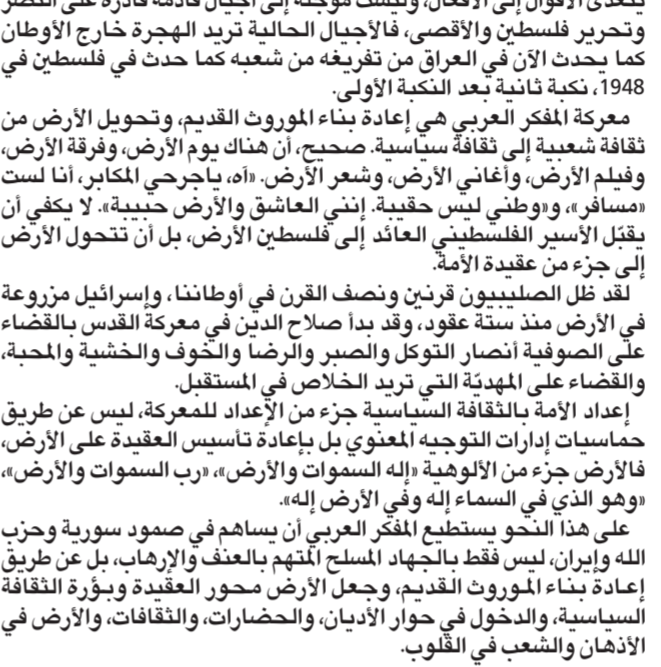 يتعدى الأقوال إلى الأفعال، وليست موجهة إلى أجيال قادمة قادرة على النصر
وتحرير فلسطين والأقصى، فالأجيال الحالية تريد الهجرة خارج الأوطان
كما يحدث الآن في العراق من تفريغه من شعبه كما حدث في فلسطين في
1948، نكبة ثانية بعد النكبة الأولى.
معركة المفكر العربي هي إعادة بناء الموروث القديم، وتحويل الأرض من
ثقافة شعبية إلى ثقافة سياسية. صحيح، أن هناك يوم الأرض، وفرقة الأرض،
وفيلم الأرض، وأغاني الأرض، وشعر الأرض. «آه، ياجرحي المكابر، أنا لست
«مسافر»، و«وطني ليس حقيبة. إنني العاشق والأرض حبيبة». لا يكفي أن
يقبّل الأسير الفلسطيني العائد إلى فلسطين الأرض، بل أن تتحول الأرض
إلى جزء من عقيدة الأمة.
لقد ظل الصليبيون قرنين ونصف القرن في أوطاننا، وإسرائيل مزروعة
في الأرض منذ ستة عقود، وقد بدأ صلاح الدين في معركة القدس بالقضاء
على الصوفية أنصار التوكل والصبر والرضا والخوف والخشية والمحبة،
والقضاء على المهديّة التي تريد الخلاص في المستقبل.
إعداد الأمة بالثقافة السياسية جزء من الإعداد للمعركة، ليس عن طريق
حماسيات إدارات التوجيه المعنوي بل بإعادة تأسيس العقيدة على الأرض،
فالأرض جزء من الألوهية «إله السموات والأرض»، «رب السموات والأرض»،
«وهو الذي في السماء إله وفي الأرض إله».
على هذا النحو يستطيع المفكر العربي أن يساهم في صمود سورية وحزب
الله وإيران، ليس فقط بالجهاد المسلح المتهم بالعنف والإرهاب، بل عن طريق
إعادة بناء الموروث القديم، وجعل الأرض محور العقيدة وبؤرة الثقافة
السياسية، والدخول في حوار الأديان، والحضارات، والثقافات، والأرض في
الأذهان والشعب في القلوب.